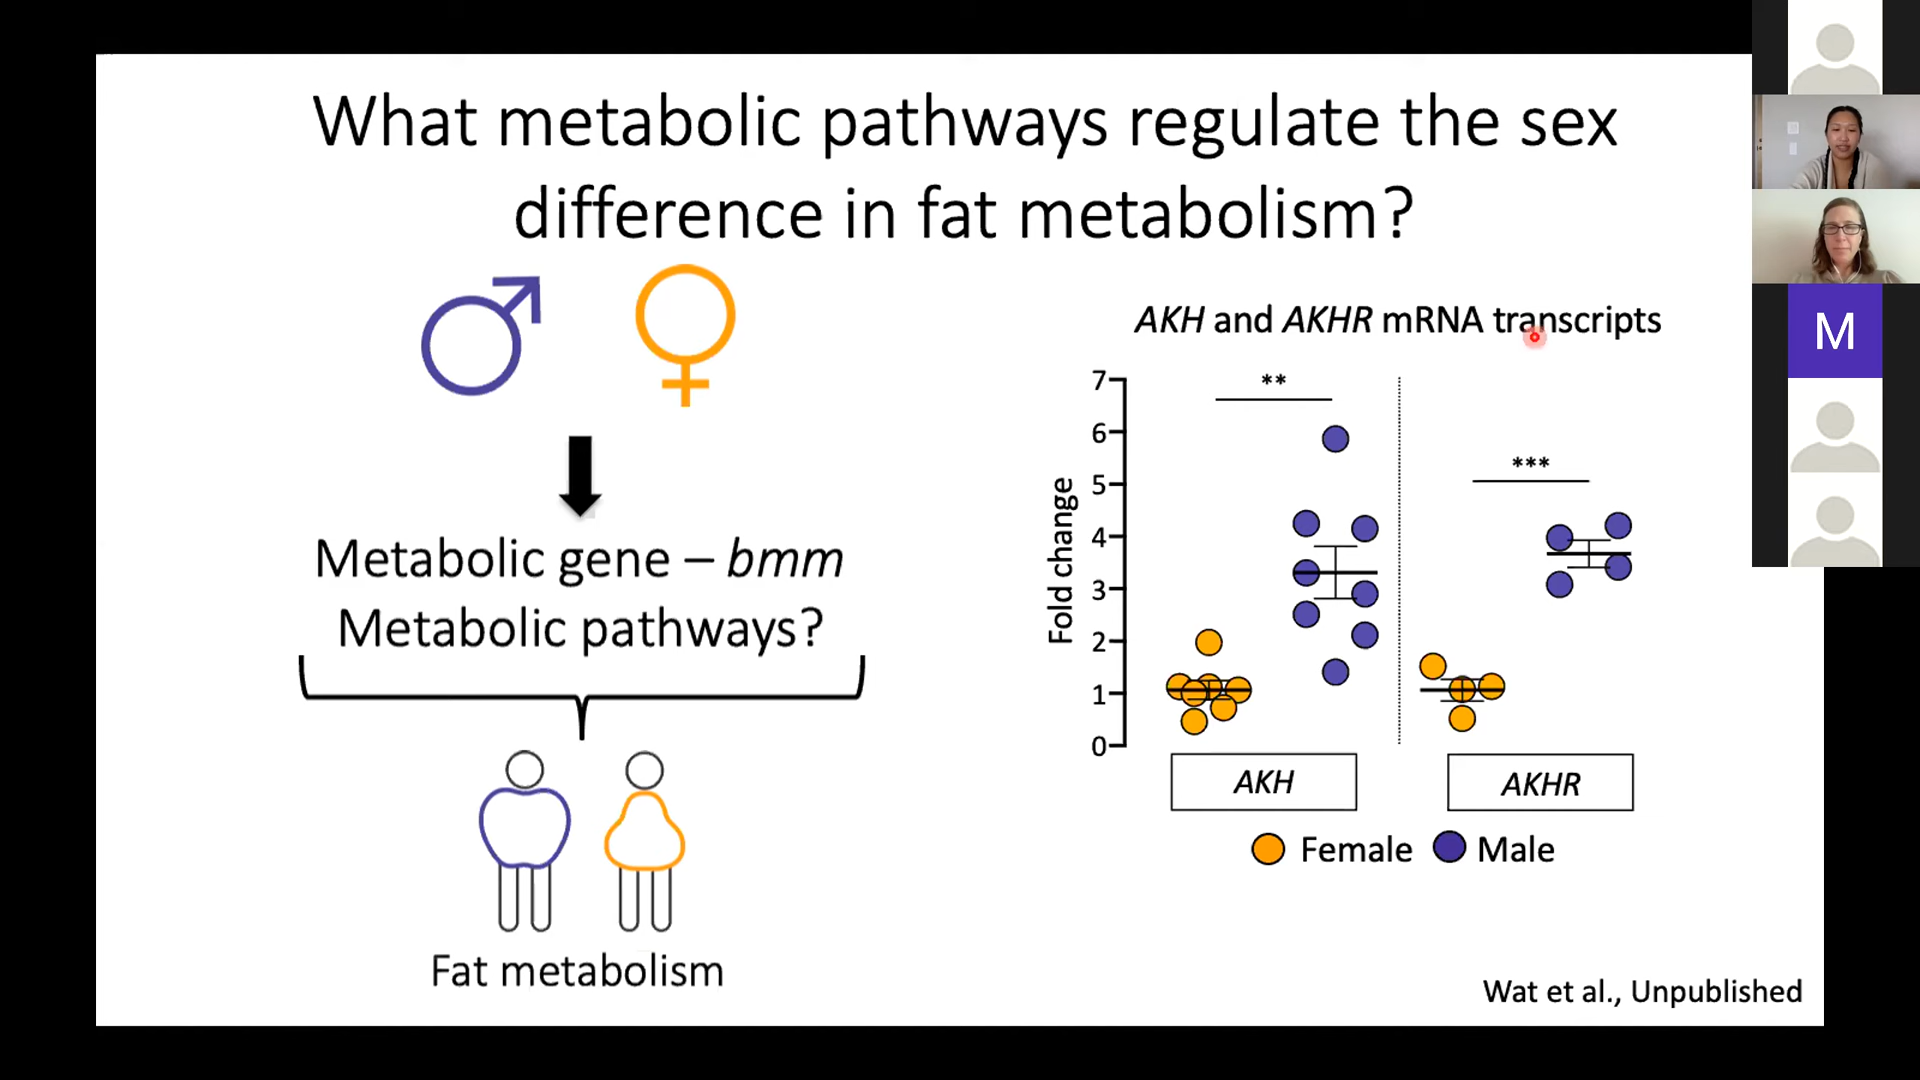 What metabolic pathways regulate the sex
difference in fat metabolism?
Metabolic gene – bmm
Metabolic pathways?
Fat metabolism
AKH and AKHR mRNA transcripts
**
***
Fold change
7
6
5
4
3
2
1
0
AKH
AKHR
Female
Male
Wat et al., Unpublished
M